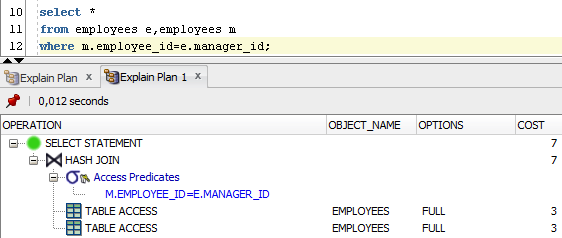 10 select *
11 from employees e,employees m
12 where m.employee_id=e.manager_id;
Explain Plan x Explain Plan 1 x
0,012 seconds
OPERATION OBJECT_NAME OPTIONS COST
SELECT STATEMENT 7
HASH JOIN 7
Access Predicates
M.EMPLOYEE_ID=E.MANAGER_ID
TABLE ACCESS EMPLOYEES FULL 3
TABLE ACCESS EMPLOYEES FULL 3